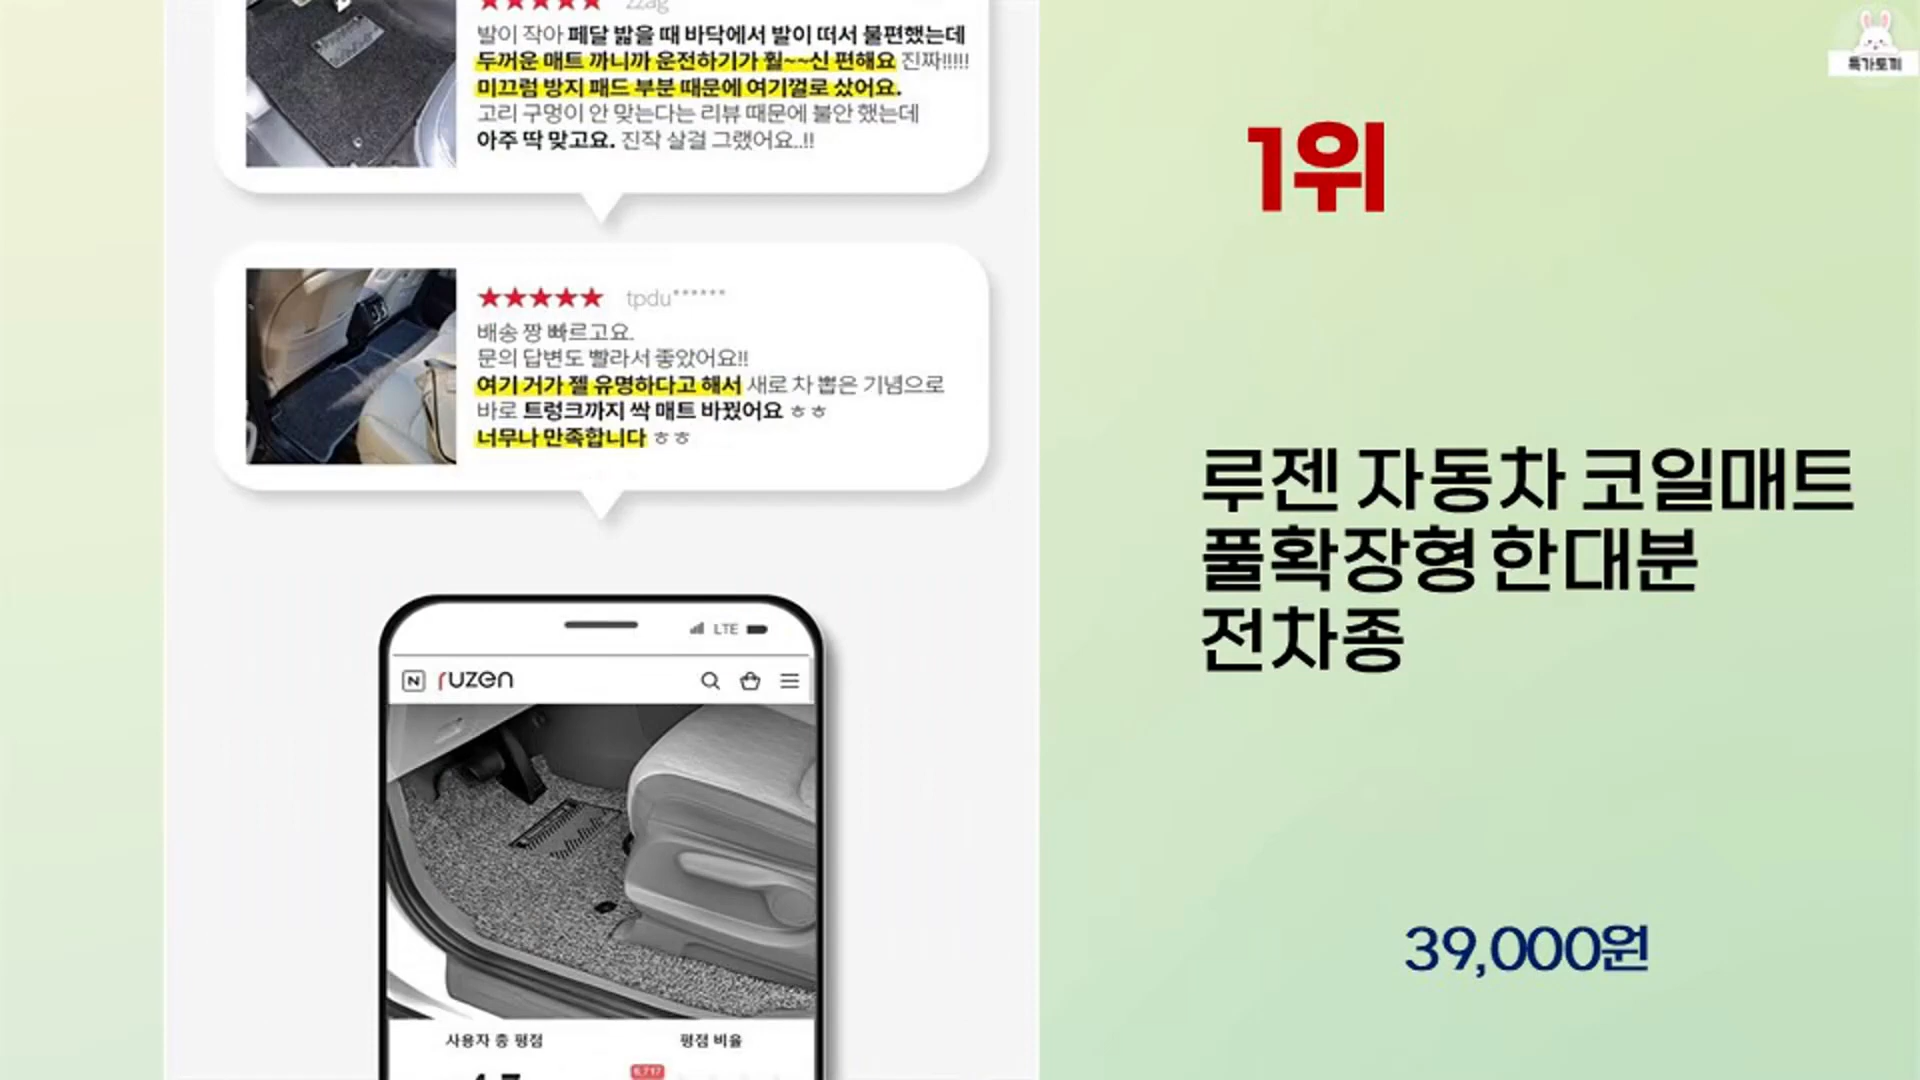 zzag
발이 작아 페달 밟을 때 바닥에서 발이 떠서 불편했는데
두꺼운 매트 까니까 운전하기가 훨~~신 편해요 진짜!!!!!
미끄럼 방지 패드 부분 때문에 여기껄로 샀어요.
고리 구멍이 안 맞는다는 리뷰 때문에 불안 했는데
아주 딱 맞고요. 진작 살걸 그랬어요..!!
★★★★★ tpdu******
배송 짱 빠르고요.
문의 답변도 빨라서 좋았어요!!
여기 거가 젤 유명하다고 해서 새로 차 뽑은 기념으로
바로 트렁크까지 싹 매트 바꿨어요 ㅎㅎ
너무나 만족합니다 ㅎㅎ
LTE
N ruzen
사용자 총 평점 평점 비율
6,717
특가토끼
1위
루젠 자동차 코일매트
풀확장형 한대분
전차종
39,000원